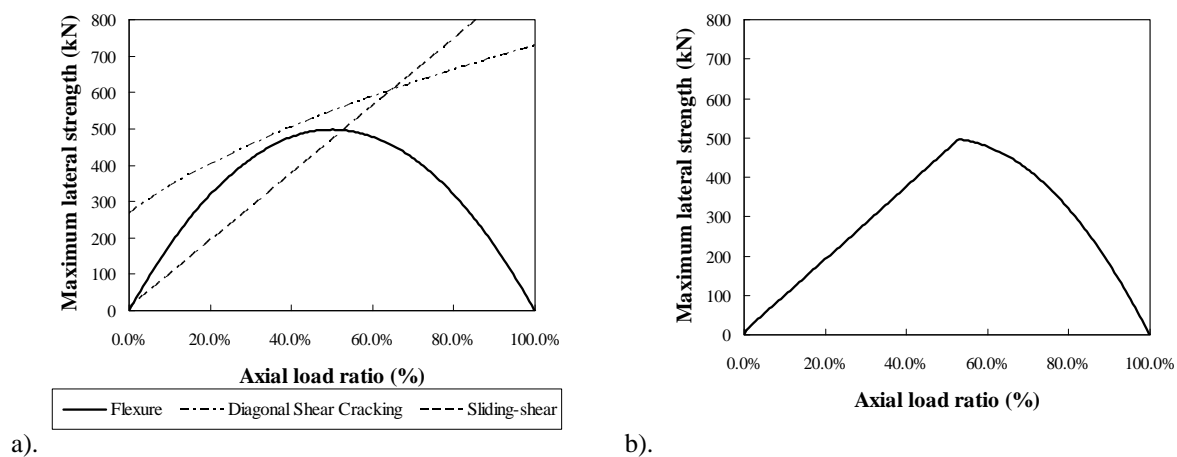 Maximum lateral strength (kN)
800
700
600
500
400
300
200
100
0
0.0% 20.0% 40.0% 60.0% 80.0% 100.0%
Axial load ratio (%)
Flexure Diagonal Shear Cracking Sliding-shear
a).
Maximum lateral strength (kN)
800
700
600
500
400
300
200
100
0
0.0% 20.0% 40.0% 60.0% 80.0% 100.0%
Axial load ratio (%)
b).